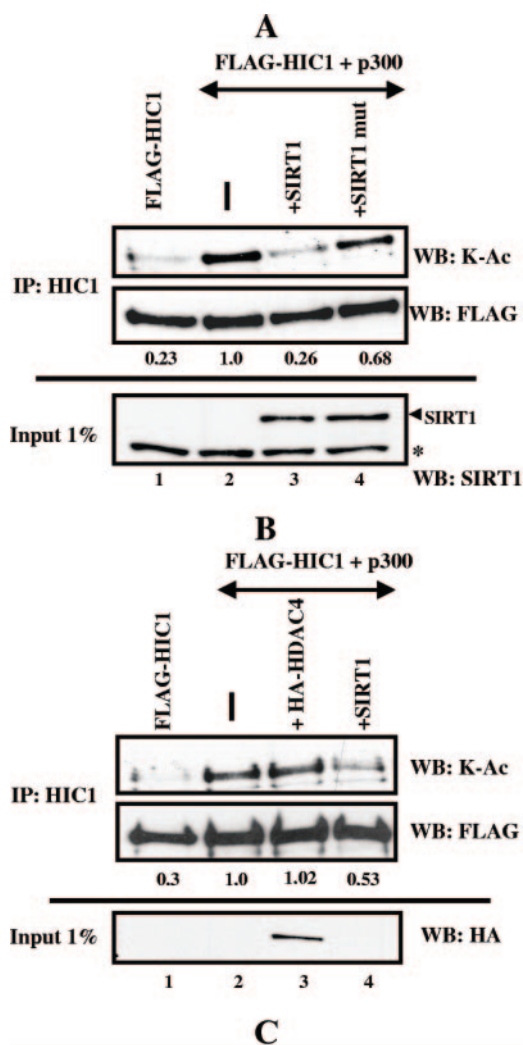 A
FLAG-HIC1 + p300
FLAG-HIC1
—
+SIRT1
+SIRT1 mut
IP: HIC1
WB: K-Ac
WB: FLAG
0.23 1.0 0.26 0.68
Input 1%
SIRT1
*
1 2 3 4
WB: SIRT1
B
FLAG-HIC1 + p300
FLAG-HIC1
—
+ HA-HDAC4
+SIRT1
IP: HIC1
WB: K-Ac
WB: FLAG
0.3 1.0 1.02 0.53
Input 1%
WB: HA
1 2 3 4
C